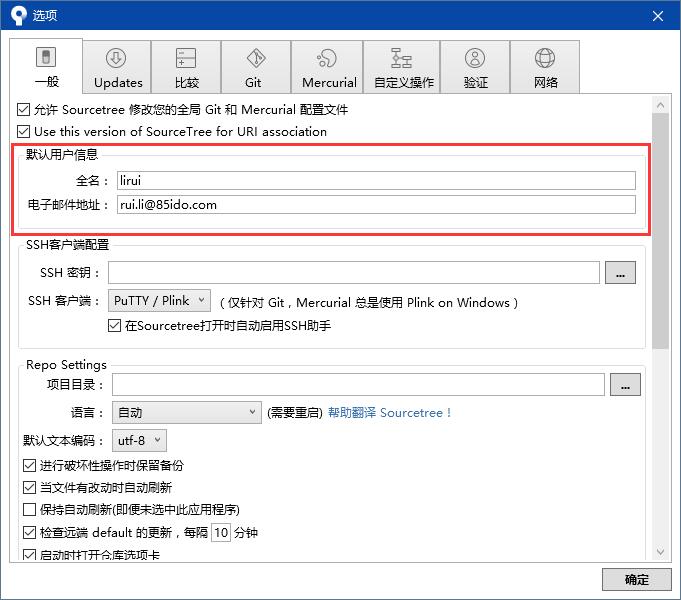 选项
一般 Updates 比较 Git Mercurial 自定义操作 验证 网络
允许 Sourcetree 修改您的全局 Git 和 Mercurial 配置文件
Use this version of SourceTree for URI association
默认用户信息
全名： lirui
电子邮件地址： rui.li@85ido.com
SSH客户端配置
SSH 密钥： ...
SSH 客户端： PuTTY / Plink （仅针对 Git，Mercurial 总是使用 Plink on Windows）
在Sourcetree打开时自动启用SSH助手
Repo Settings
项目目录： ...
语言： 自动 (需要重启) 帮助翻译 Sourcetree！
默认文本编码： utf-8
进行破坏性操作时保留备份
当文件有改动时自动刷新
保持自动刷新(即便未选中此应用程序)
检查远端 default 的更新，每隔 10 分钟
启动时打开仓库选项卡
确定